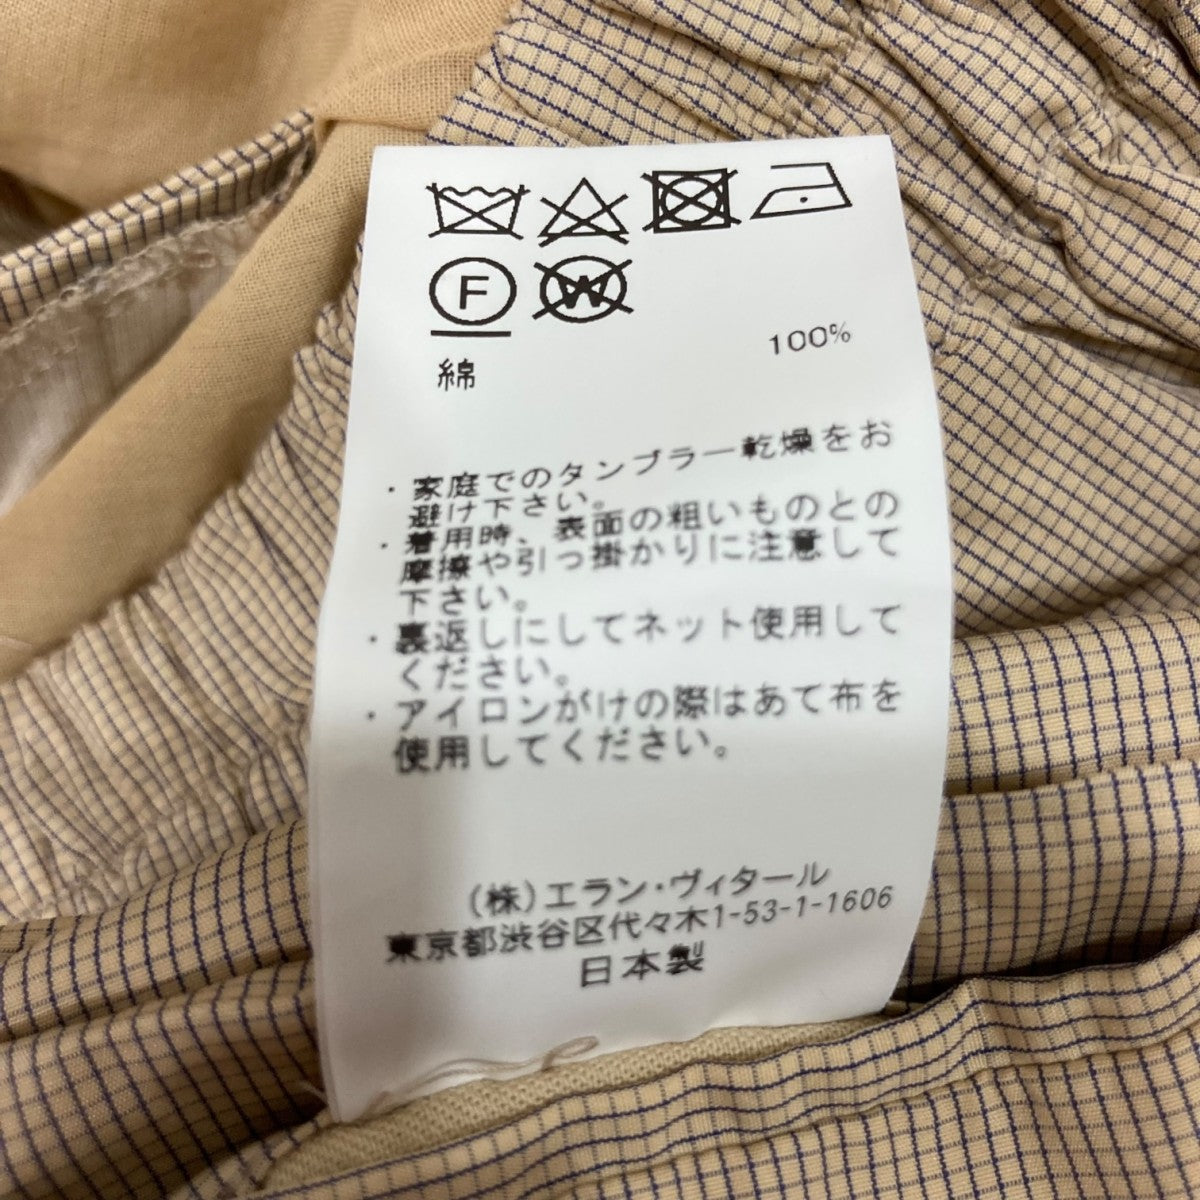 F W
綿 100%
・家庭でのタンブラー乾燥をお
避け下さい。
・着用時、表面の粗いものとの
摩擦や引っ掛かりに注意して
下さい。
・裏返しにしてネット使用して
ください。
・アイロンがけの際はあて布を
使用してください。
(株)エラン・ヴィタール
東京都渋谷区代々木1-53-1-1606
日本製